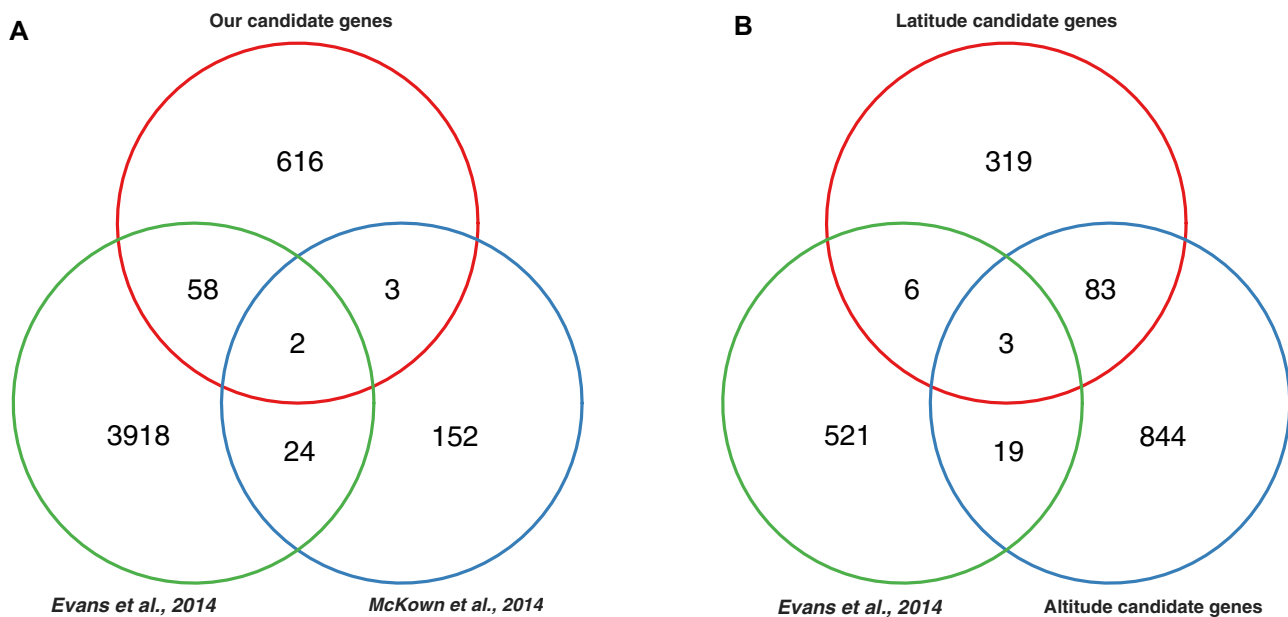 A
Our candidate genes
616
58
3
2
3918
24
152
Evans et al., 2014
McKown et al., 2014
B
Latitude candidate genes
319
6
83
3
521
19
844
Evans et al., 2014
Altitude candidate genes